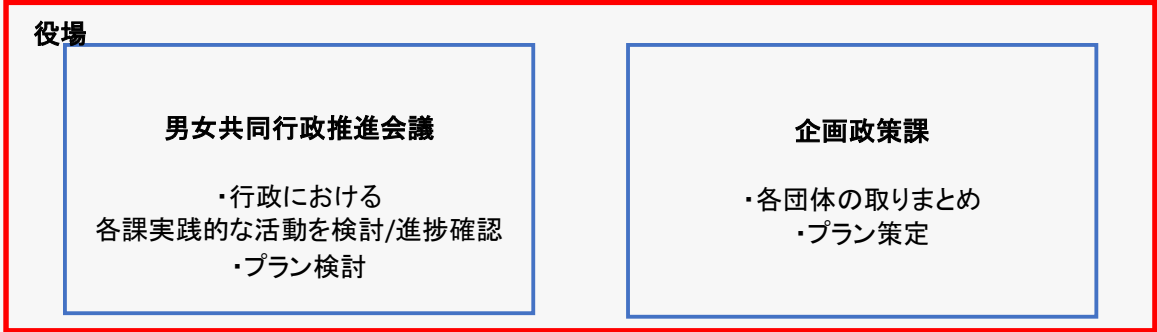 役場
男女共同行政推進会議
・行政における
各課実践的な活動を検討/進捗確認
・プラン検討
企画政策課
・各団体の取りまとめ
・プラン策定